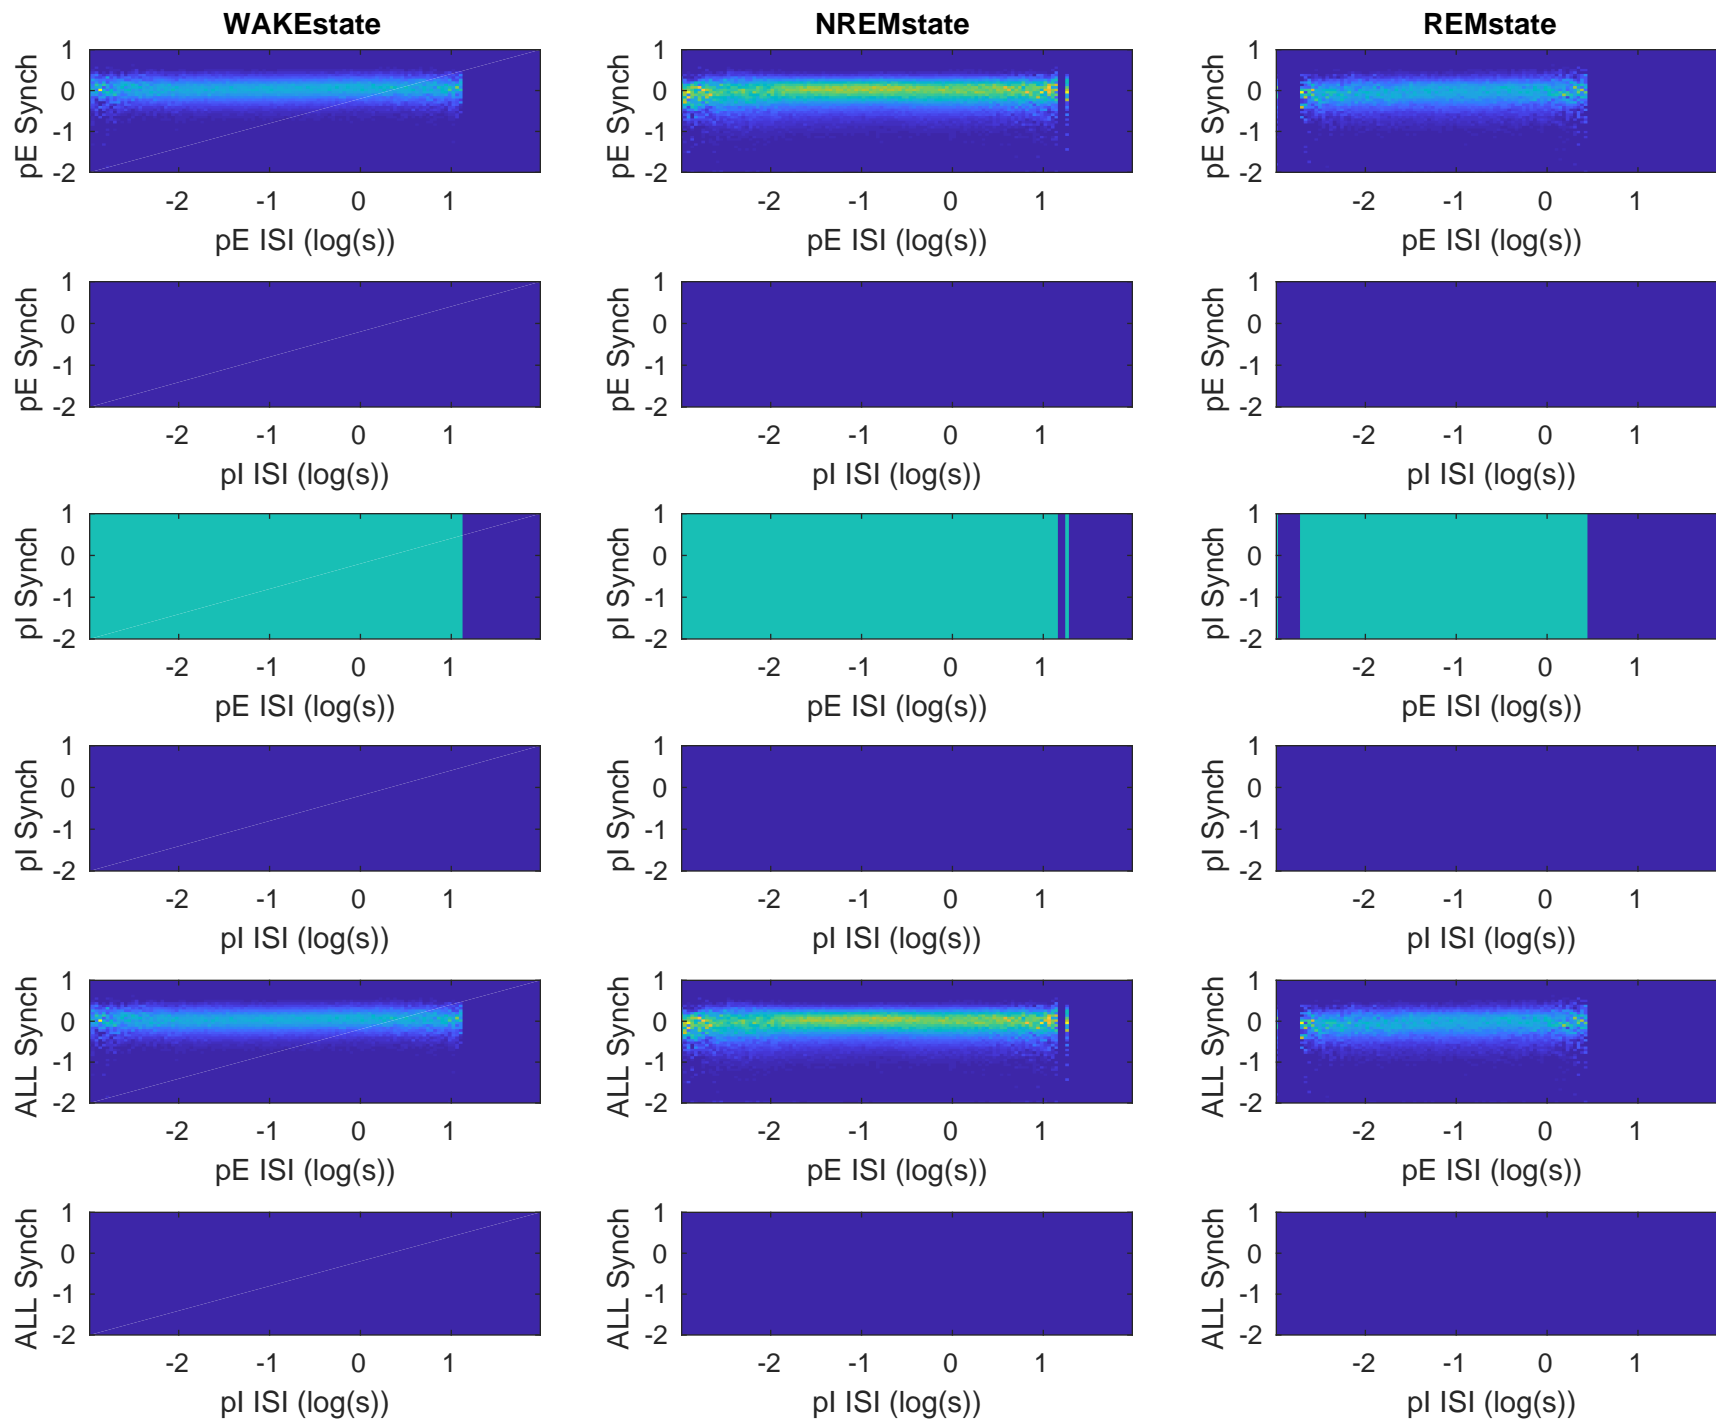 WAKEstate NREMstate REMstate
1 1 1
pE Synch pE Synch pE Synch
0 0 0
-1 -1 -1
-2 -2 -2
-2 -1 0 1 -2 -1 0 1 -2 -1 0 1
pE ISI (log(s)) pE ISI (log(s)) pE ISI (log(s))
1 1 1
pE Synch pE Synch pE Synch
0 0 0
-1 -1 -1
-2 -2 -2
-2 -1 0 1 -2 -1 0 1 -2 -1 0 1
pI ISI (log(s)) pI ISI (log(s)) pI ISI (log(s))
1 1 1
pI Synch pI Synch pI Synch
0 0 0
-1 -1 -1
-2 -2 -2
-2 -1 0 1 -2 -1 0 1 -2 -1 0 1
pE ISI (log(s)) pE ISI (log(s)) pE ISI (log(s))
1 1 1
pI Synch pI Synch pI Synch
0 0 0
-1 -1 -1
-2 -2 -2
-2 -1 0 1 -2 -1 0 1 -2 -1 0 1
pI ISI (log(s)) pI ISI (log(s)) pI ISI (log(s))
1 1 1
ALL Synch ALL Synch ALL Synch
0 0 0
-1 -1 -1
-2 -2 -2
-2 -1 0 1 -2 -1 0 1 -2 -1 0 1
pE ISI (log(s)) pE ISI (log(s)) pE ISI (log(s))
1 1 1
ALL Synch ALL Synch ALL Synch
0 0 0
-1 -1 -1
-2 -2 -2
-2 -1 0 1 -2 -1 0 1 -2 -1 0 1
pI ISI (log(s)) pI ISI (log(s)) pI ISI (log(s))